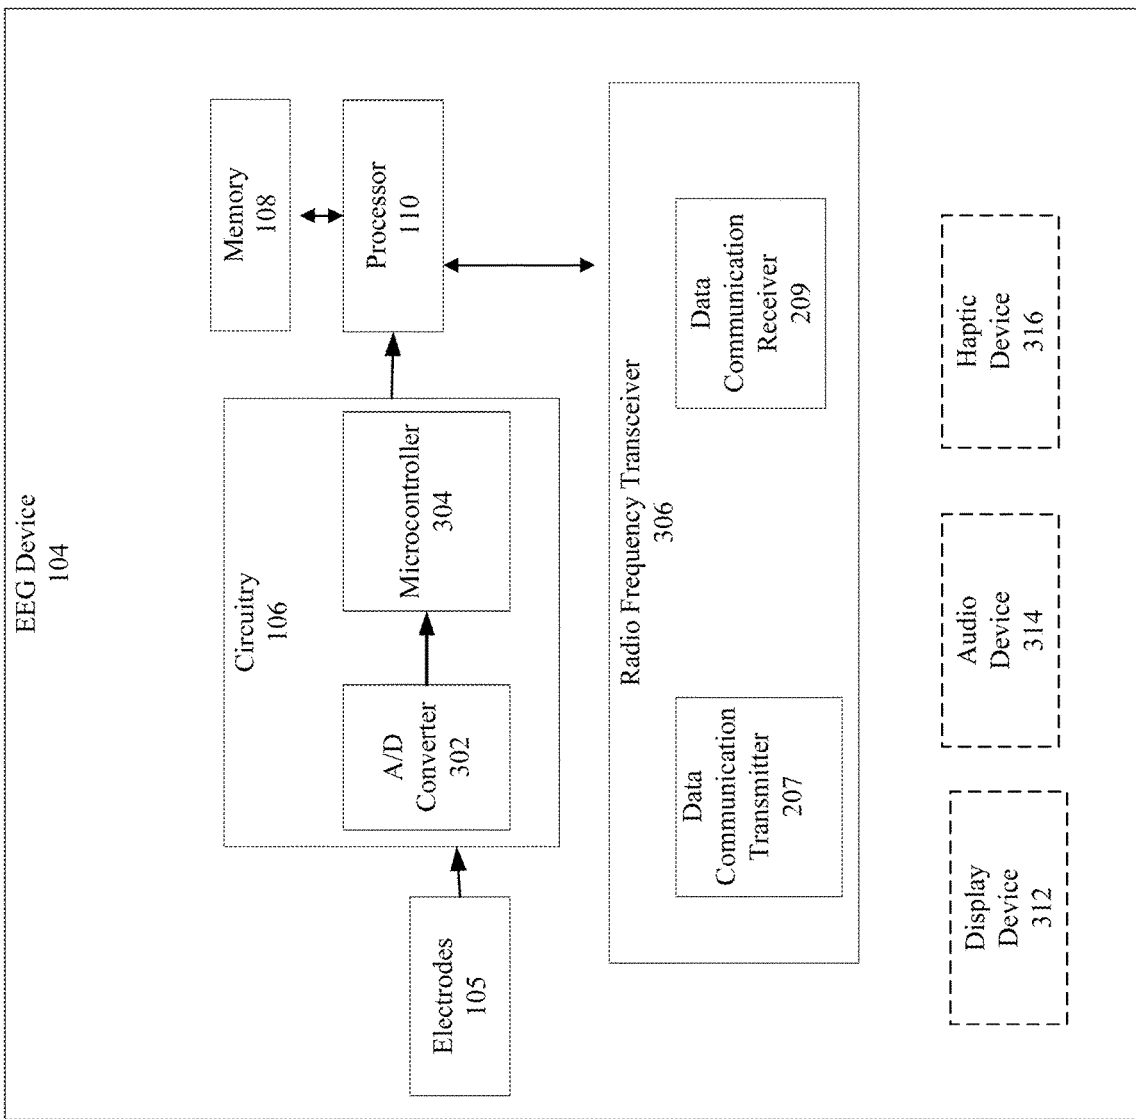 EEG Device
104
Memory
108
Circuitry
106
Electrodes
105
A/D
Converter
302
Microcontroller
304
Processor
110
Radio Frequency Transceiver
306
Data
Communication
Transmitter
207
Data
Communication
Receiver
209
Display
Device
312
Audio
Device
314
Haptic
Device
316